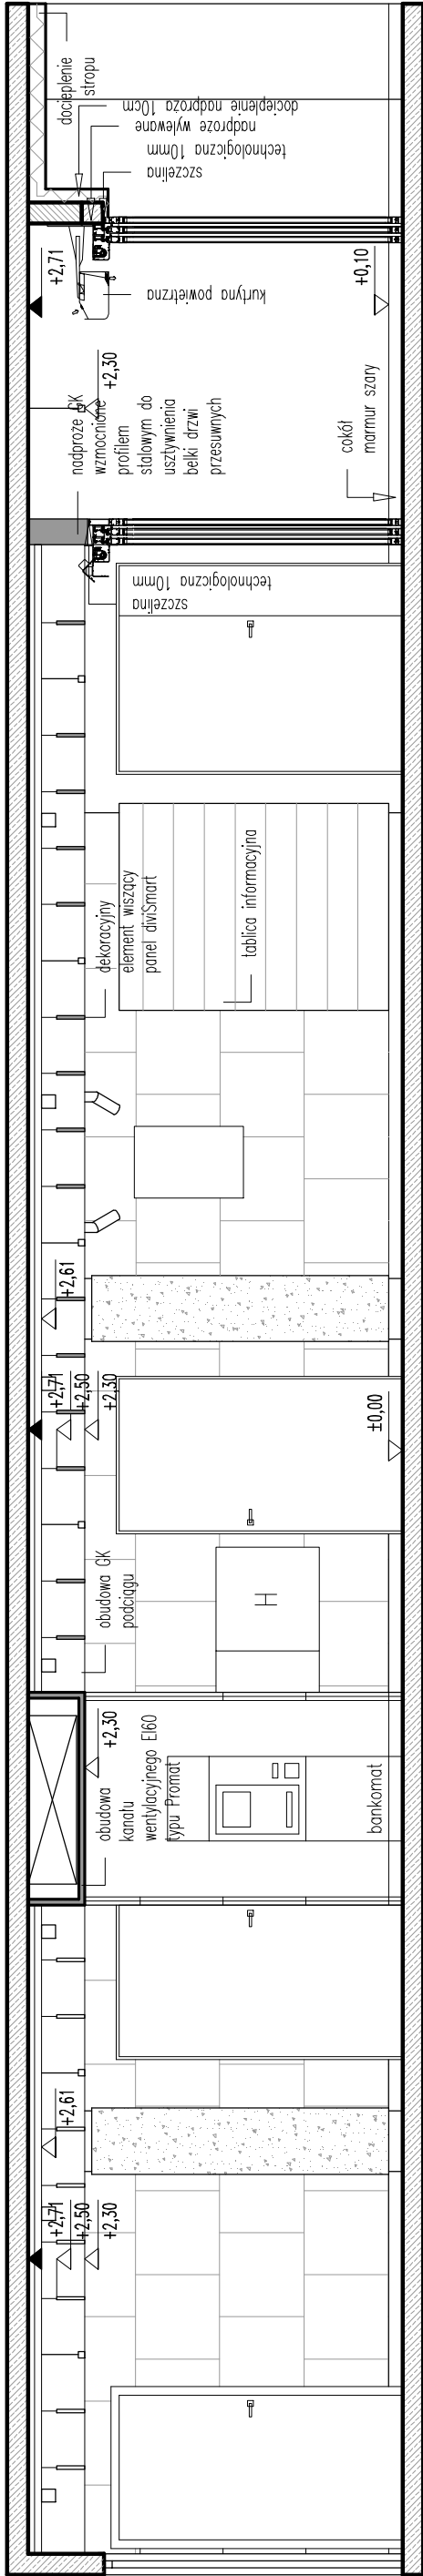 docieplenie
stropu
docieplenie nadproża 10cm
nadproże wylewane
szczelina
technologiczna 10mm
+2,71
kurtyna powietrzna
+0,10
+2,30
nadproże GK
wzmocnione
profilem
stalowym do
usztywnienia
belki drzwi
przesuwnych
cokół
marmur szary
szczelina
technologiczna 10mm
dekoracyjny
element wiszący
panel diviSmart
tablica informacyjna
+2,61
+2,71
+2,50
+2,30
±0,00
obudowa GK
podciągu
H
+2,30
obudowa
kanału
wentylacyjnego EI60
typu Promat
bankomat
+2,61
+2,71
+2,50
+2,30